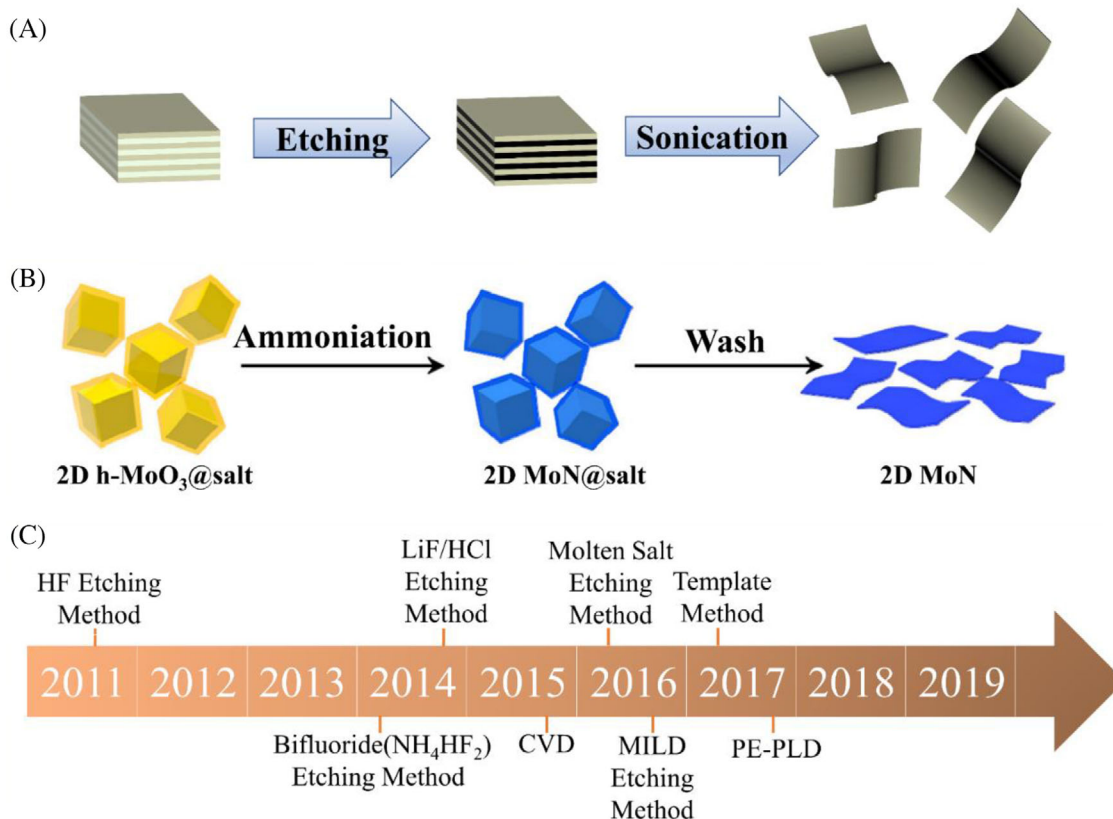 (A)
Etching
Sonication
(B)
Ammoniation
Wash
2D h-MoO₃@salt
2D MoN@salt
2D MoN
(C)
HF Etching
Method
LiF/HCl
Etching
Method
Molten Salt
Etching
Method
Template
Method
2011 2012 2013 2014 2015 2016 2017 2018 2019
Bifluoride(NH₄HF₂)
Etching Method
CVD
MILD
Etching
Method
PE-PLD